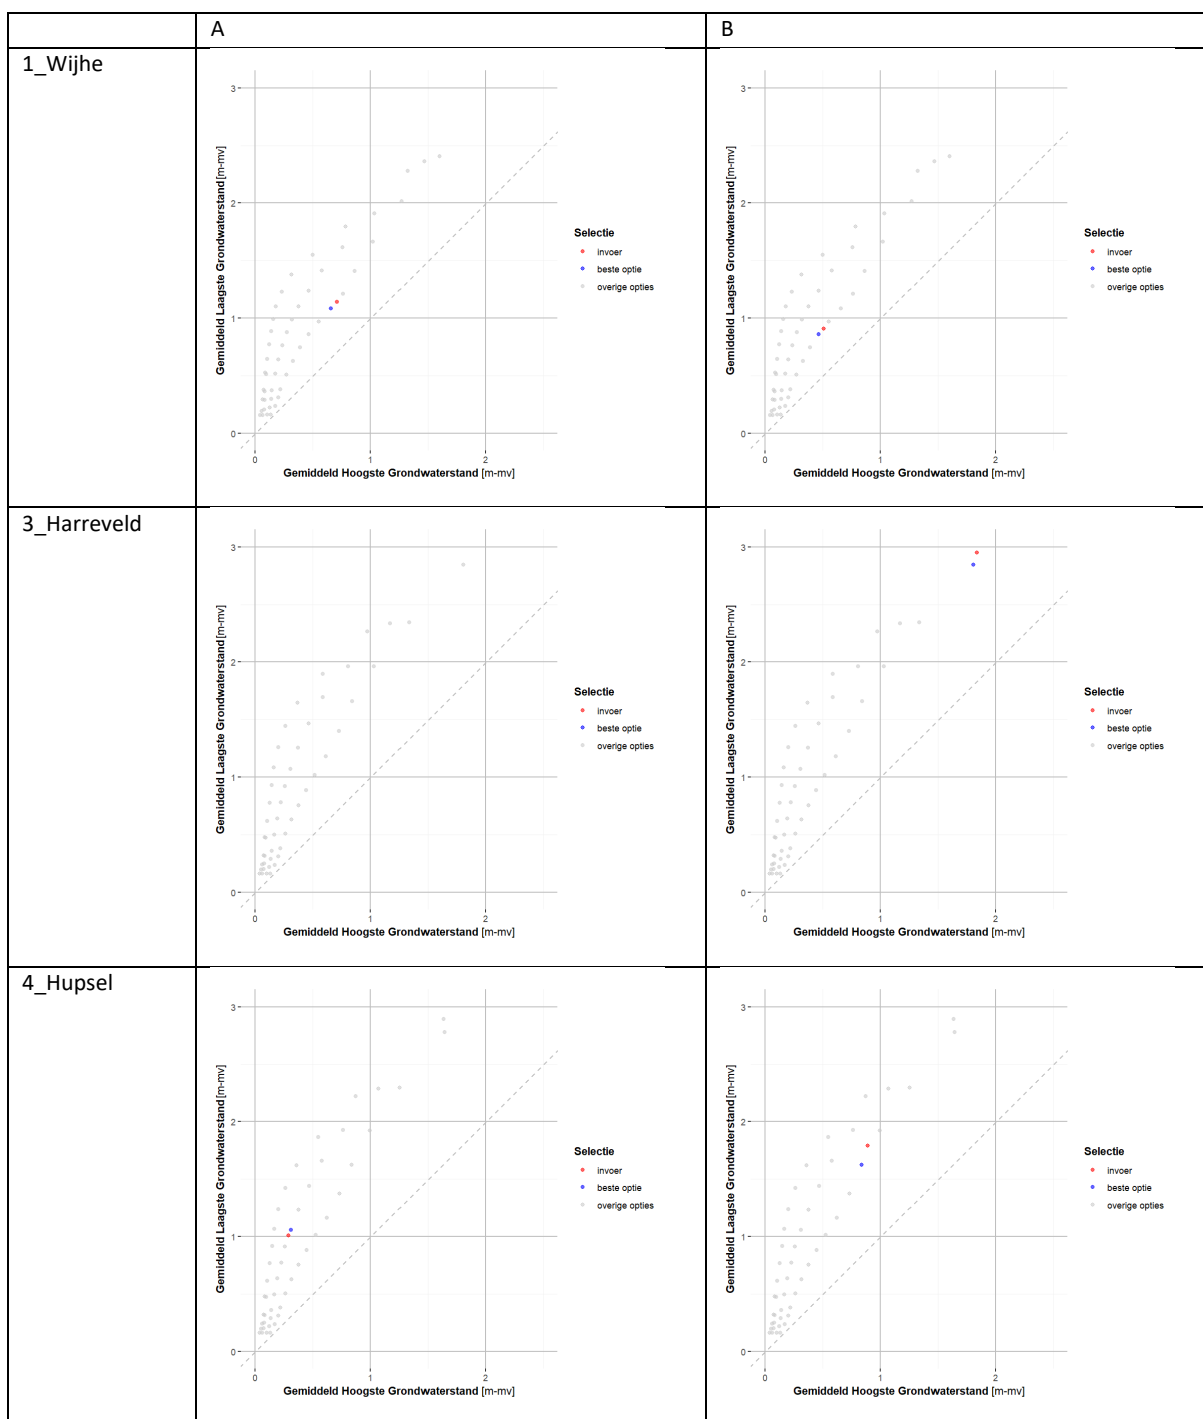 A
B
1_Wijhe
3
2
1
0
0
1
2
Gemiddeld Laagste Grondwaterstand [m-mv]
Gemiddeld Hoogste Grondwaterstand [m-mv]
Selectie
invoer
beste optie
overige opties
3
2
1
0
0
1
2
Gemiddeld Laagste Grondwaterstand [m-mv]
Gemiddeld Hoogste Grondwaterstand [m-mv]
Selectie
invoer
beste optie
overige opties
3_Harreveld
3
2
1
0
0
1
2
Gemiddeld Laagste Grondwaterstand [m-mv]
Gemiddeld Hoogste Grondwaterstand [m-mv]
Selectie
invoer
beste optie
overige opties
3
2
1
0
0
1
2
Gemiddeld Laagste Grondwaterstand [m-mv]
Gemiddeld Hoogste Grondwaterstand [m-mv]
Selectie
invoer
beste optie
overige opties
4_Hupsel
3
2
1
0
0
1
2
Gemiddeld Laagste Grondwaterstand [m-mv]
Gemiddeld Hoogste Grondwaterstand [m-mv]
Selectie
invoer
beste optie
overige opties
3
2
1
0
0
1
2
Gemiddeld Laagste Grondwaterstand [m-mv]
Gemiddeld Hoogste Grondwaterstand [m-mv]
Selectie
invoer
beste optie
overige opties